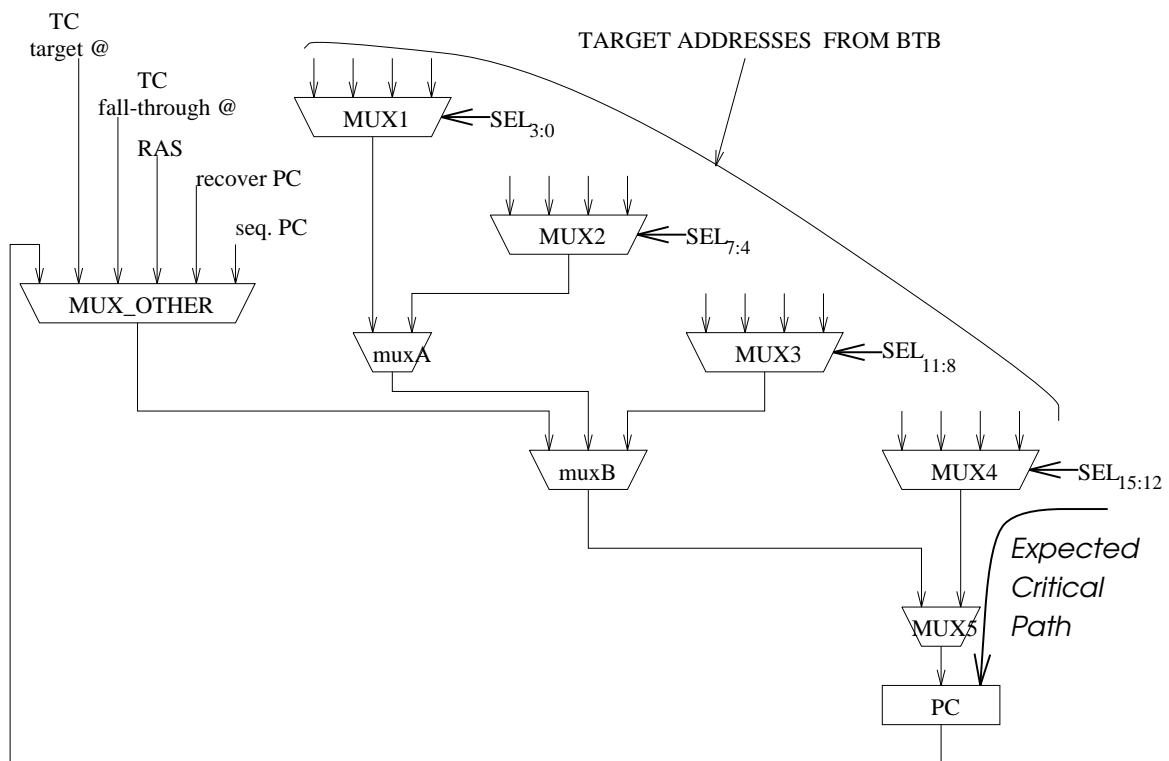 TC
target @
TARGET ADDRESSES FROM BTB
TC
fall-through @
MUX1
SEL3:0
RAS
recover PC
seq. PC
MUX2
SEL7:4
MUX_OTHER
muxA
MUX3
SEL11:8
muxB
MUX4
SEL15:12
Expected
Critical
Path
MUX5
PC